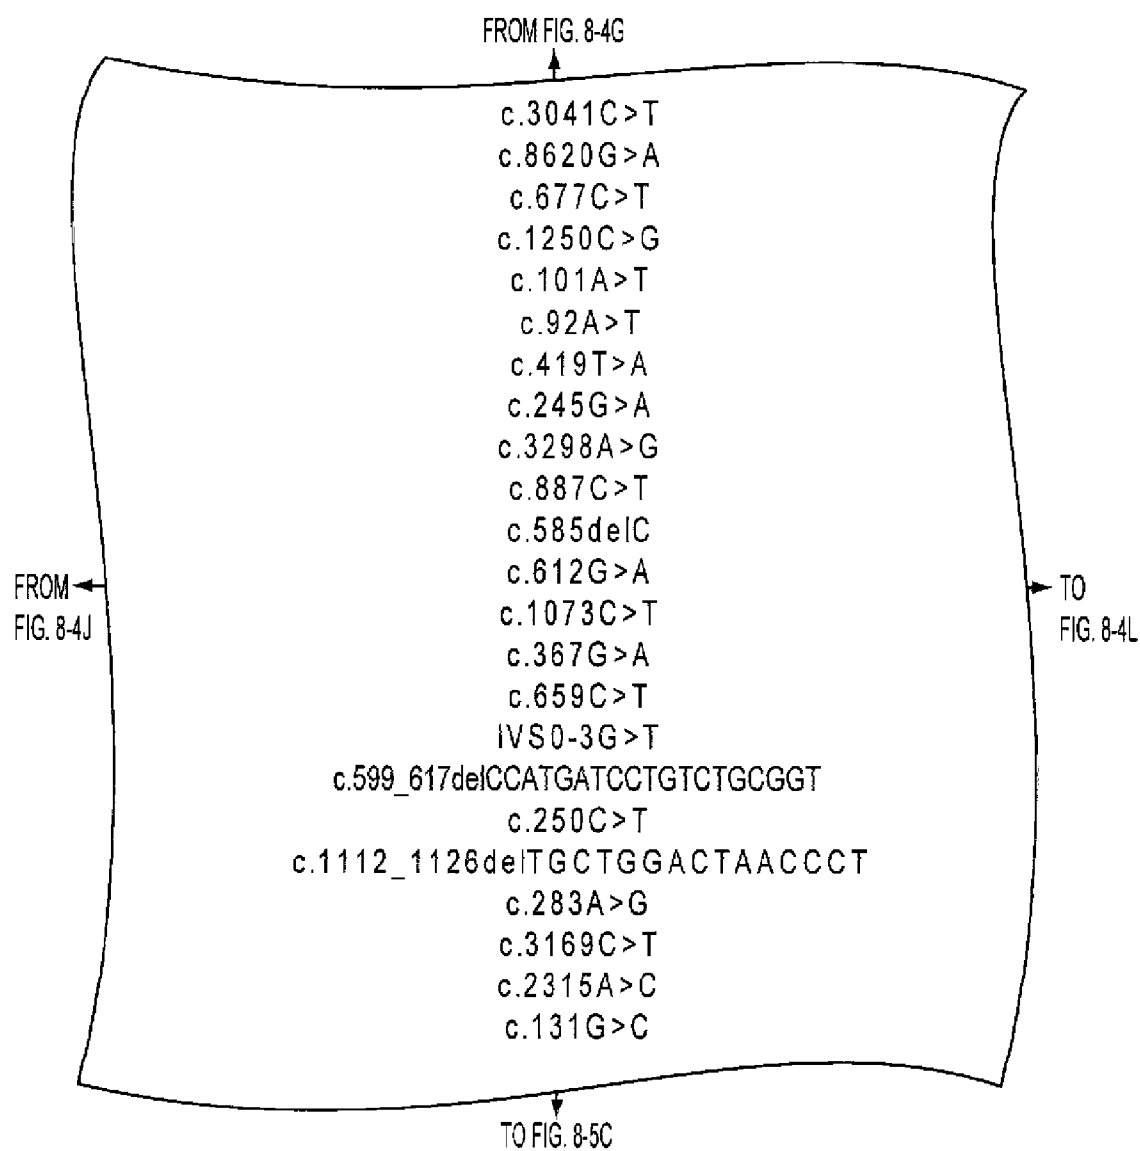 FROM FIG. 8-4G
c.3041C>T
c.8620G>A
c.677C>T
c.1250C>G
c.101A>T
c.92A>T
c.419T>A
c.245G>A
c.3298A>G
c.887C>T
c.585delC
c.612G>A
c.1073C>T
c.367G>A
c.659C>T
IVS0-3G>T
c.599_617delCCATGATCCTGTCTGCGGT
c.250C>T
c.1112_1126delTGCTGGACTAACCCT
c.283A>G
c.3169C>T
c.2315A>C
c.131G>C
FROM
FIG. 8-4J
TO
FIG. 8-4L
TO FIG. 8-5C